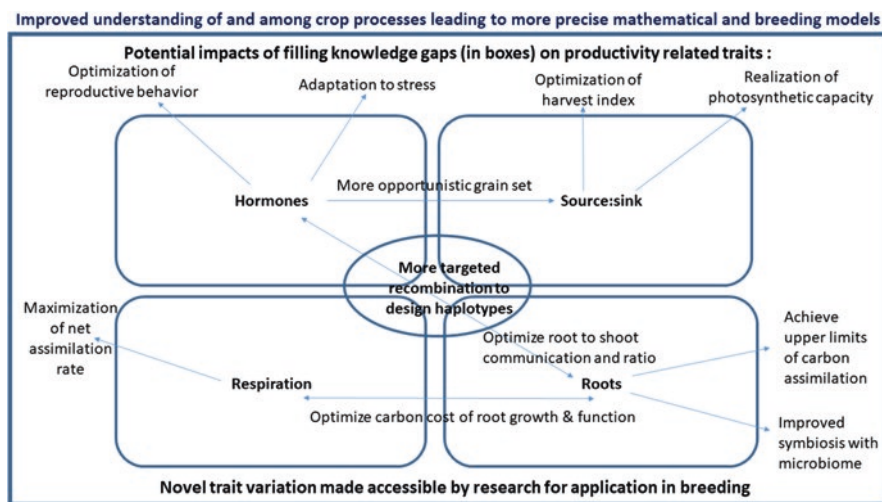 Improved understanding of and among crop processes leading to more precise mathematical and breeding models
Potential impacts of filling knowledge gaps (in boxes) on productivity related traits :
Optimization of
reproductive behavior
Adaptation to stress
Optimization of
harvest index
Realization of
photosynthetic capacity
Hormones
More opportunistic grain set
Source:sink
More targeted
recombination to
design haplotypes
Maximization
of net
assimilation
rate
Respiration
Optimize root to shoot
communication and ratio
Roots
Optimize carbon cost of root growth & function
Achieve
upper limits
of carbon
assimilation
Improved
symbiosis with
microbiome
Novel trait variation made accessible by research for application in breeding